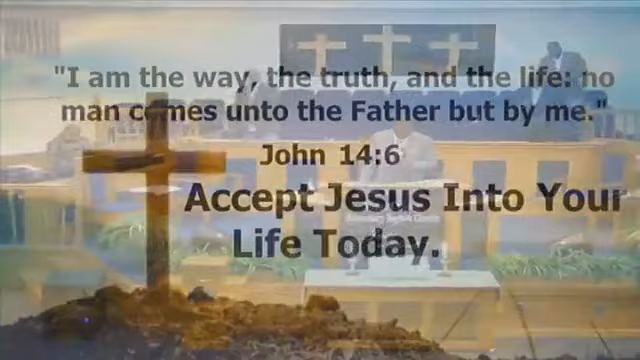 "I am the way, the truth, and the life: no
man comes unto the Father but by me."
John 14:6
Accept Jesus Into Your
Life Today.